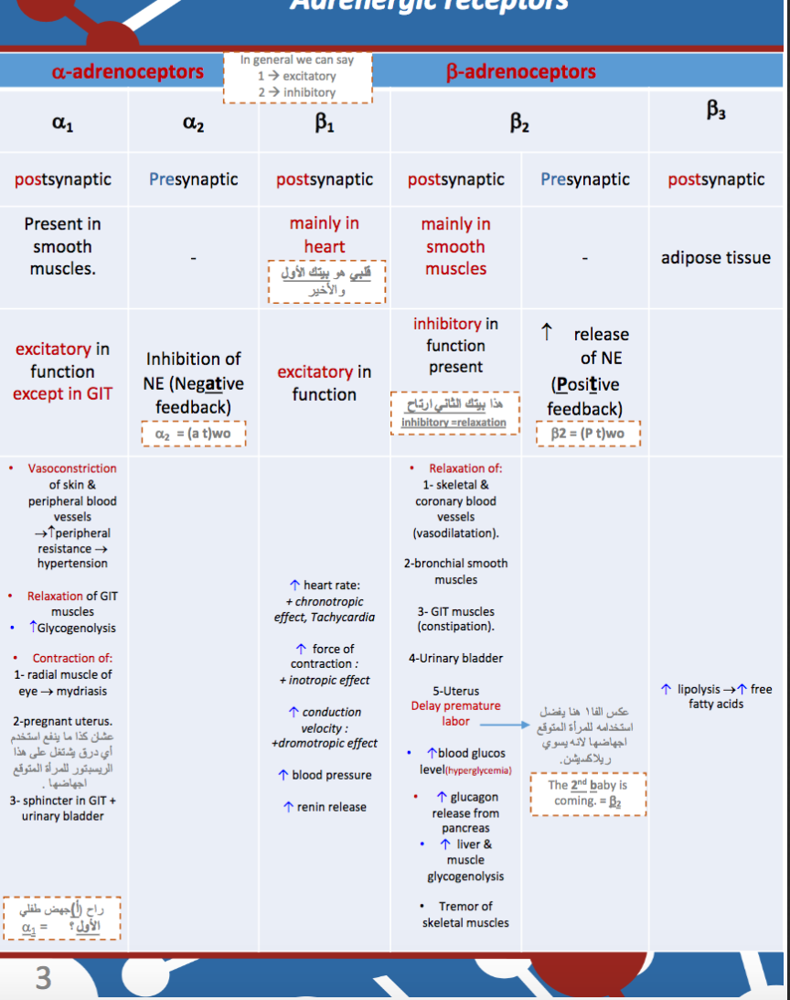 Adrenergic receptors
α-adrenoceptors
In general we can say
1 → excitatory
2 → inhibitory
β-adrenoceptors
α₁
α₂
β₁
β₂
β₃
postsynaptic
Presynaptic
postsynaptic
postsynaptic
Presynaptic
postsynaptic
Present in
smooth
muscles.
-
mainly in
heart
قلبي هو بيتك الأول
والأخير
mainly in
smooth
muscles
-
adipose tissue
excitatory in
function
except in GIT
Inhibition of
NE (Negative
feedback)
α₂ = (a t)wo
excitatory in
function
inhibitory in
function
present
هذا بيتك الثاني ارتاح
inhibitory =relaxation
↑ release
of NE
(Positive
feedback)
β2 = (P t)wo
• Vasoconstriction
of skin &
peripheral blood
vessels
→↑peripheral
resistance →
hypertension
• Relaxation of GIT
muscles
• ↑Glycogenolysis
• Contraction of:
1- radial muscle of
eye → mydriasis
2-pregnant uterus.
عشان كذا ما ينفع استخدم
أي درق يشتغل على هذا
الريسبتور للمرأة المتوقع
اجهاضها .
3- sphincter in GIT +
urinary bladder
راح (أ)جهض طفلي
الأول؟ = α1
↑ heart rate:
+ chronotropic
effect, Tachycardia
↑ force of
contraction :
+ inotropic effect
↑ conduction
velocity :
+dromotropic effect
↑ blood pressure
↑ renin release
• Relaxation of:
1- skeletal &
coronary blood
vessels
(vasodilatation).
2-bronchial smooth
muscles
3- GIT muscles
(constipation).
4-Urinary bladder
5-Uterus
Delay premature
labor
• ↑blood glucos
level(hyperglycemia)
• ↑ glucagon
release from
pancreas
• ↑ liver &
muscle
glycogenolysis
• Tremor of
skeletal muscles
عكس الفا١ هنا يفضل
استخدامه للمرأة المتوقع
اجهاضها لانه يسوي
ريلاكسيشن.
The 2nd baby is
coming. = β2
↑ lipolysis →↑ free
fatty acids
3